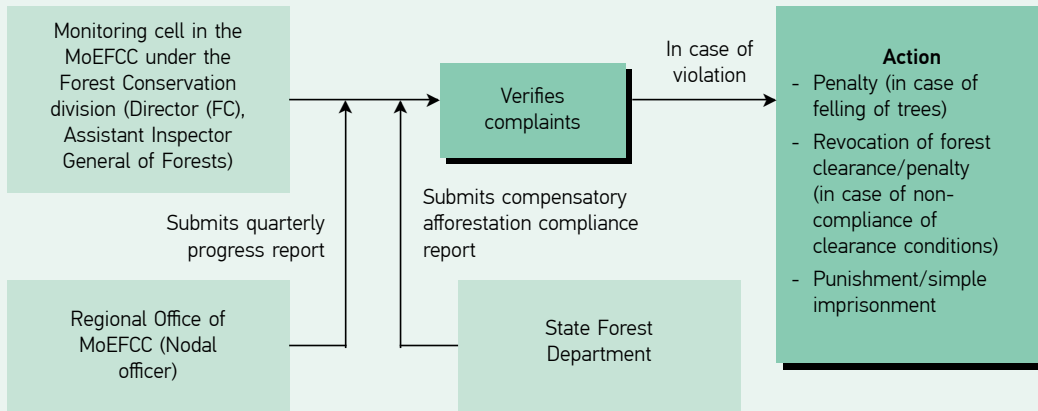 Monitoring cell in the
MoEFCC under the
Forest Conservation
division (Director (FC),
Assistant Inspector
General of Forests)
Verifies
complaints
In case of
violation
Action
- Penalty (in case of
felling of trees)
- Revocation of forest
clearance/penalty
(in case of non-
compliance of
clearance conditions)
- Punishment/simple
imprisonment
Submits quarterly
progress report
Submits compensatory
afforestation compliance
report
Regional Office of
MoEFCC (Nodal
officer)
State Forest
Department